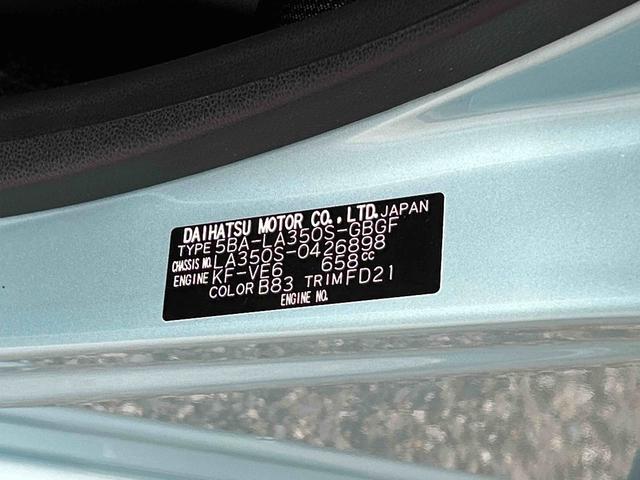 DAIHATSU MOTOR CO., LTD. JAPAN
TYPE 5BA-LA350S-GBGF
CHASSIS NO. LA350S-0426898
ENGINE KF-VE6 658cc
COLOR B83 TRIM FD21
ENGINE NO.